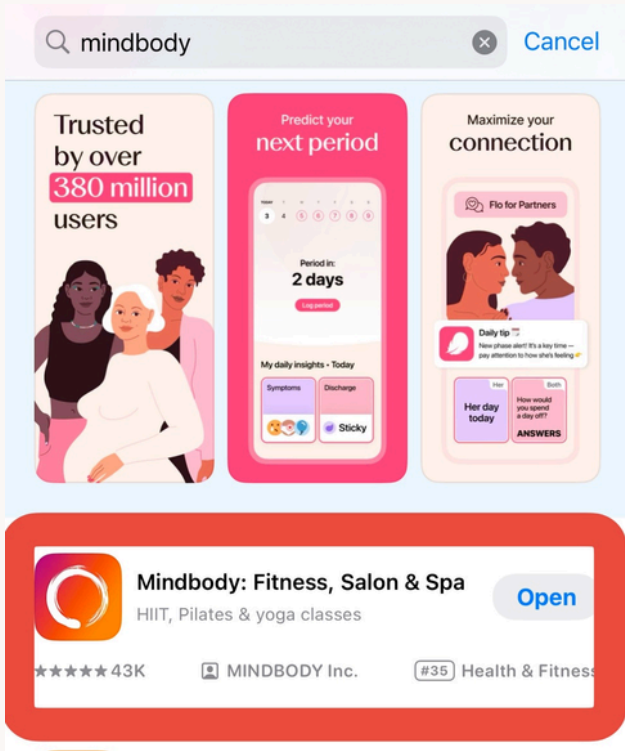 mindbody
Cancel
Trusted
by over
380 million
users
Predict your
next period
TODAY T W T F S S
3 4 5 6 7 8 9
Period in:
2 days
Log period
My daily insights - Today
Symptoms
Discharge
Sticky
Maximize your
connection
Flo for Partners
Daily tip
New phase alert! It's a key time —
pay attention to how she's feeling
Her
Her day
today
Both
How would
you spend
a day off?
ANSWERS
Mindbody: Fitness, Salon & Spa
HIIT, Pilates & yoga classes
Open
★★★★★ 43K
MINDBODY Inc.
#35 Health & Fitness